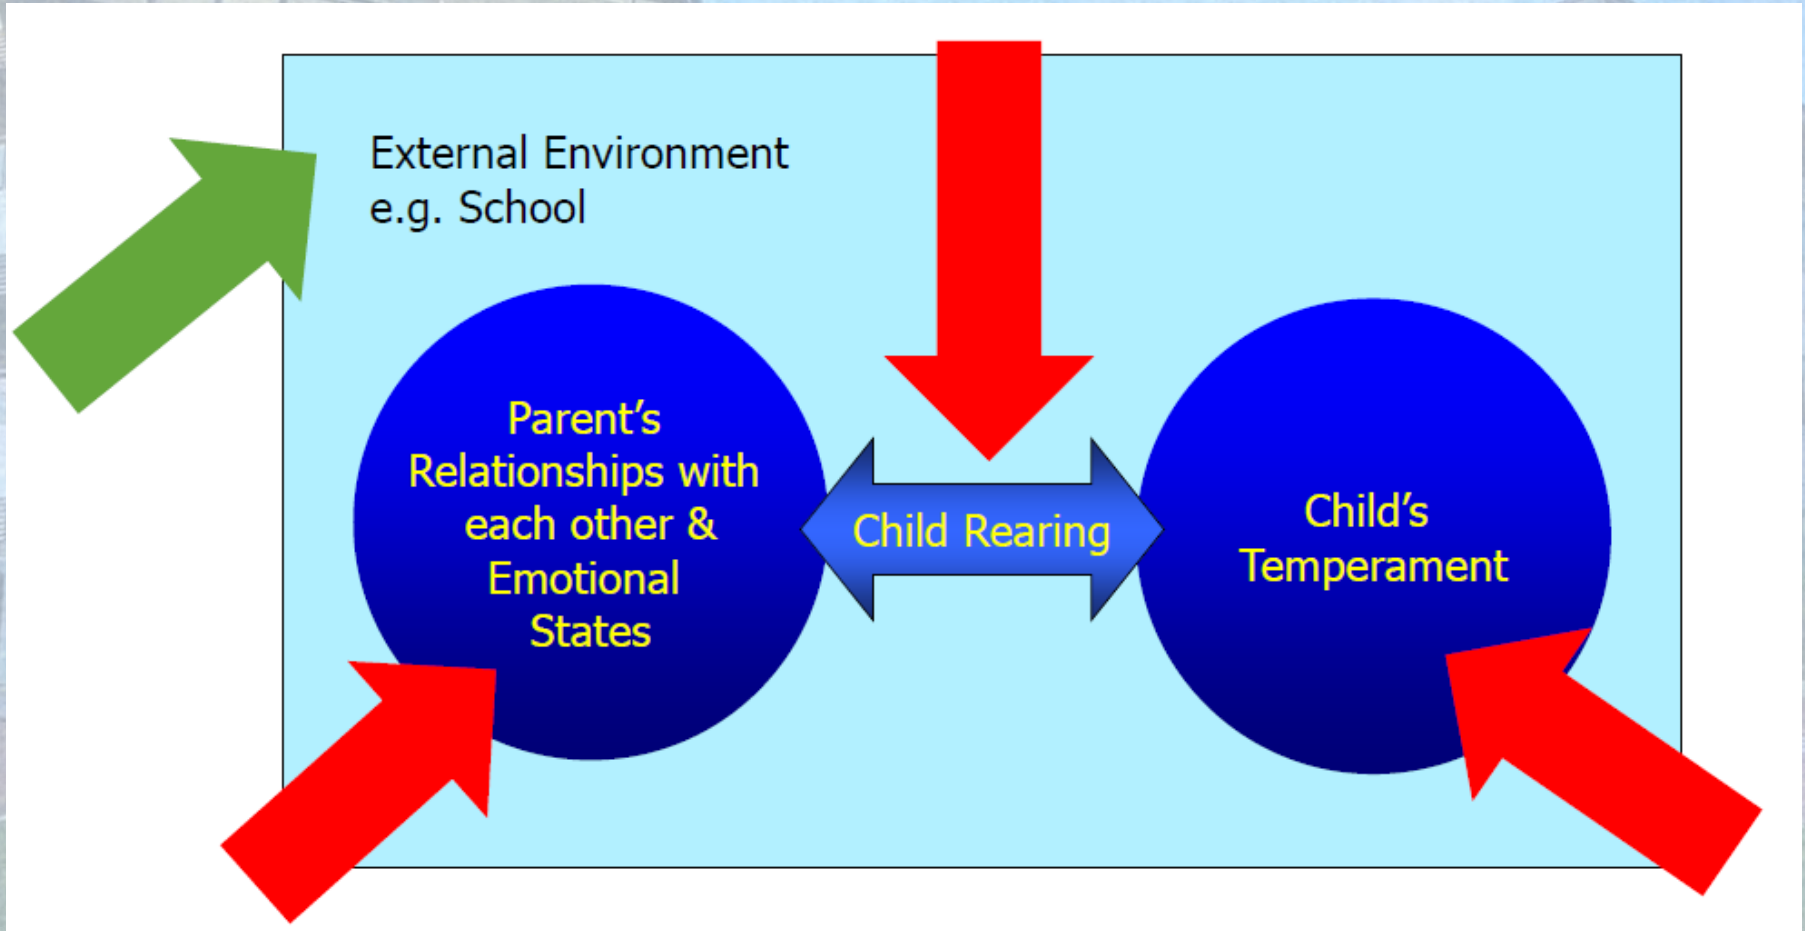 External Environment
e.g. School
Parent’s
Relationships with
each other &
Emotional
States
Child Rearing
Child’s
Temperament